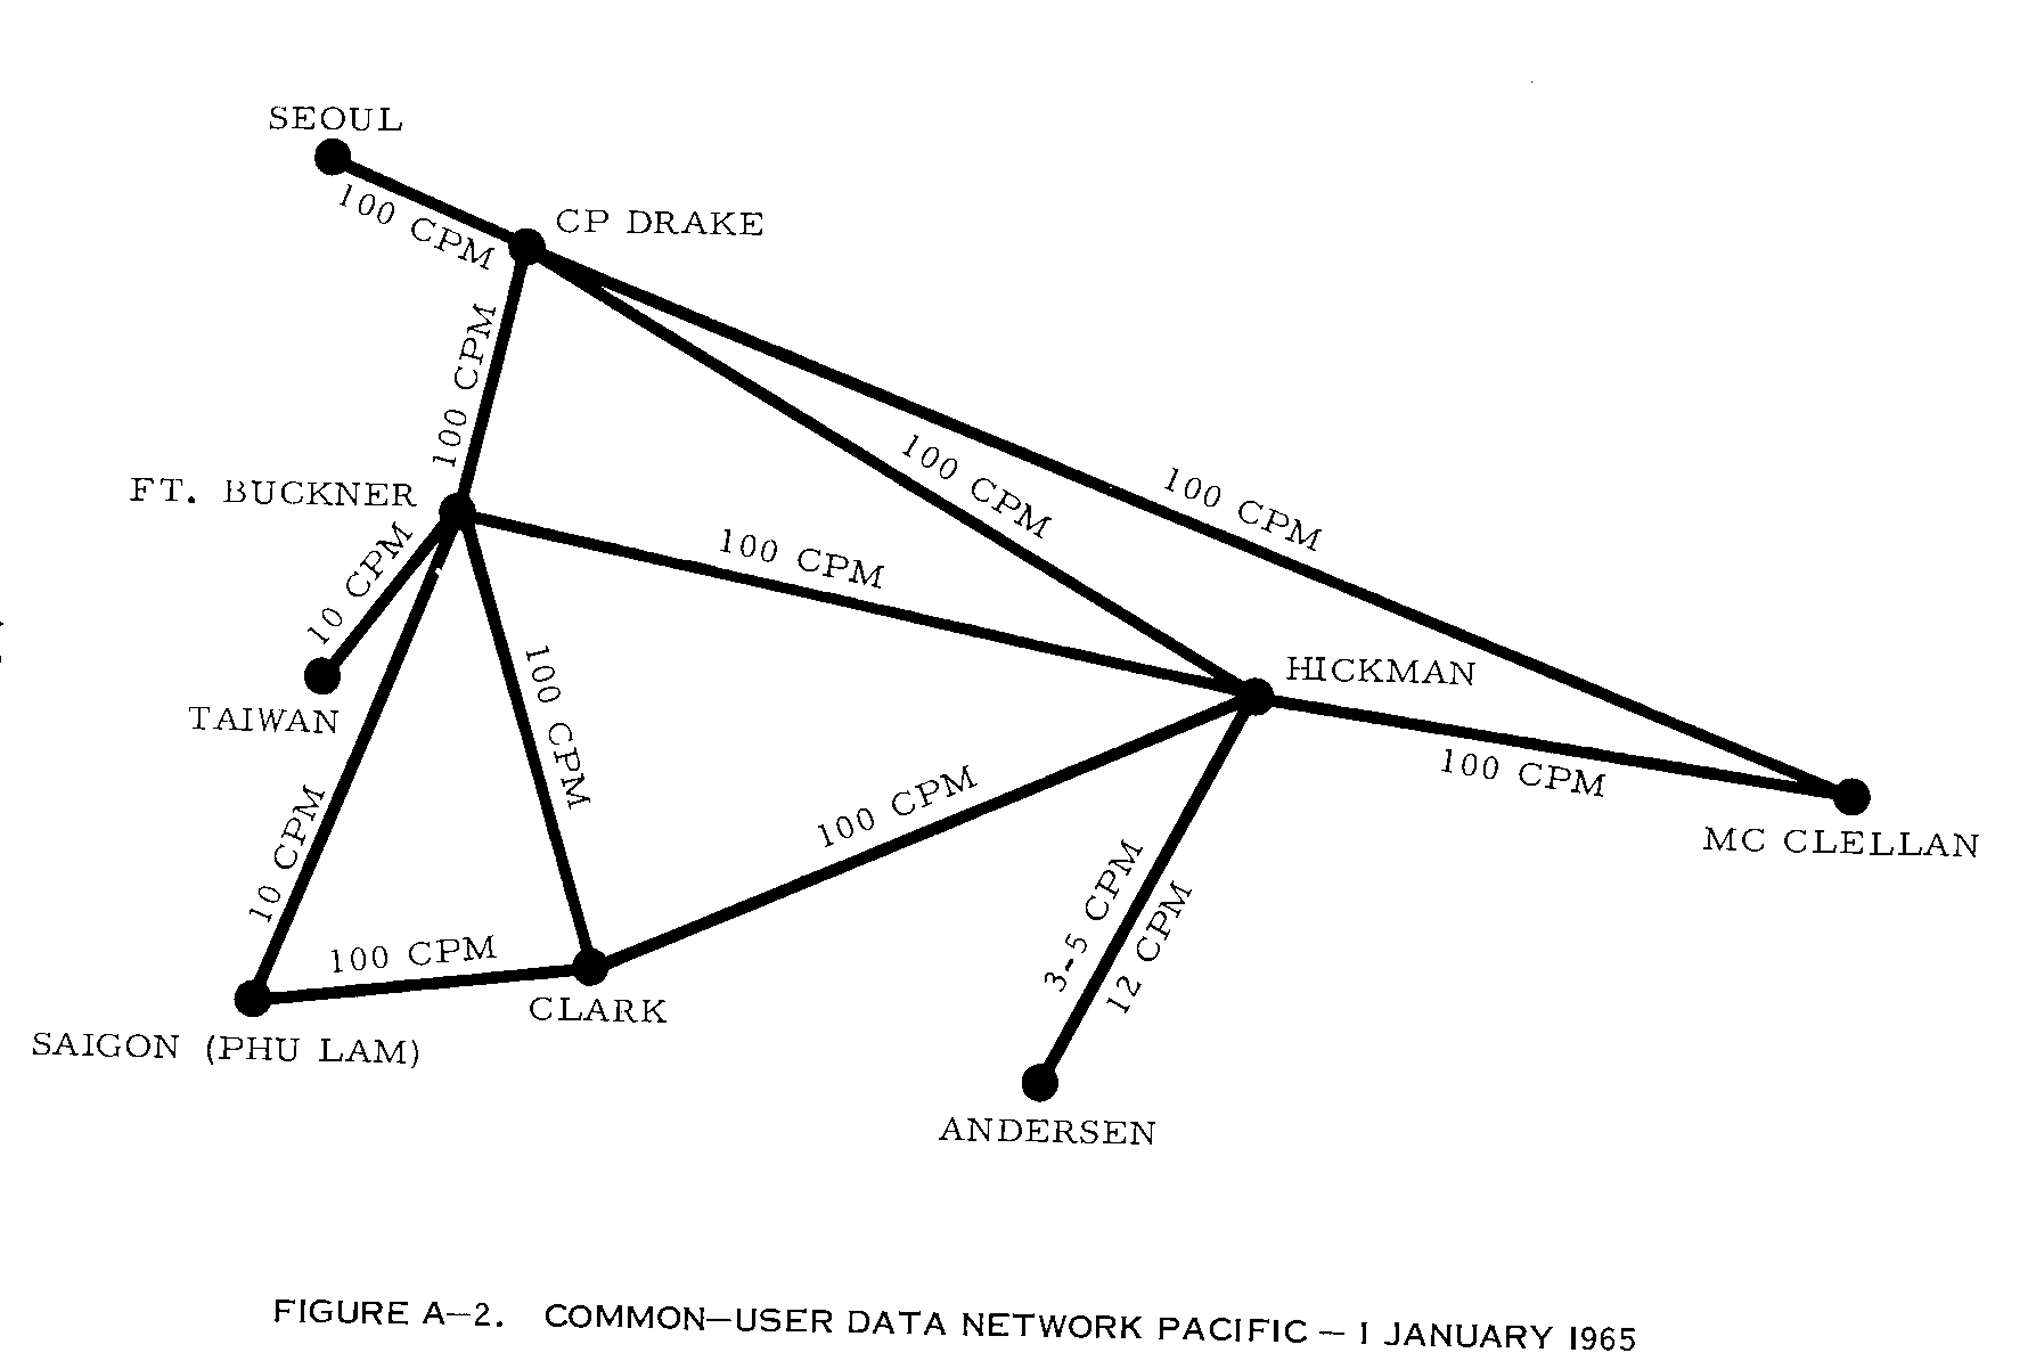 SEOUL
100 CPM
CP DRAKE
100 CPM
100 CPM
100 CPM
FT. BUCKNER
10 CPM
100 CPM
100 CPM
HICKMAN
TAIWAN
100 CPM
MC CLELLAN
10 CPM
100 CPM
3-5 CPM
12 CPM
100 CPM
CLARK
SAIGON (PHU LAM)
ANDERSEN
FIGURE A–2. COMMON–USER DATA NETWORK PACIFIC – 1 JANUARY 1965